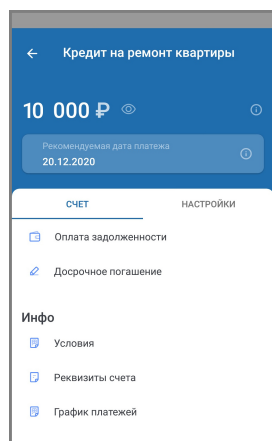 Кредит на ремонт квартиры
10 000 ₽
Рекомендуемая дата платежа
20.12.2020
СЧЕТ НАСТРОЙКИ
Оплата задолженности
Досрочное погашение
Инфо
Условия
Реквизиты счета
График платежей